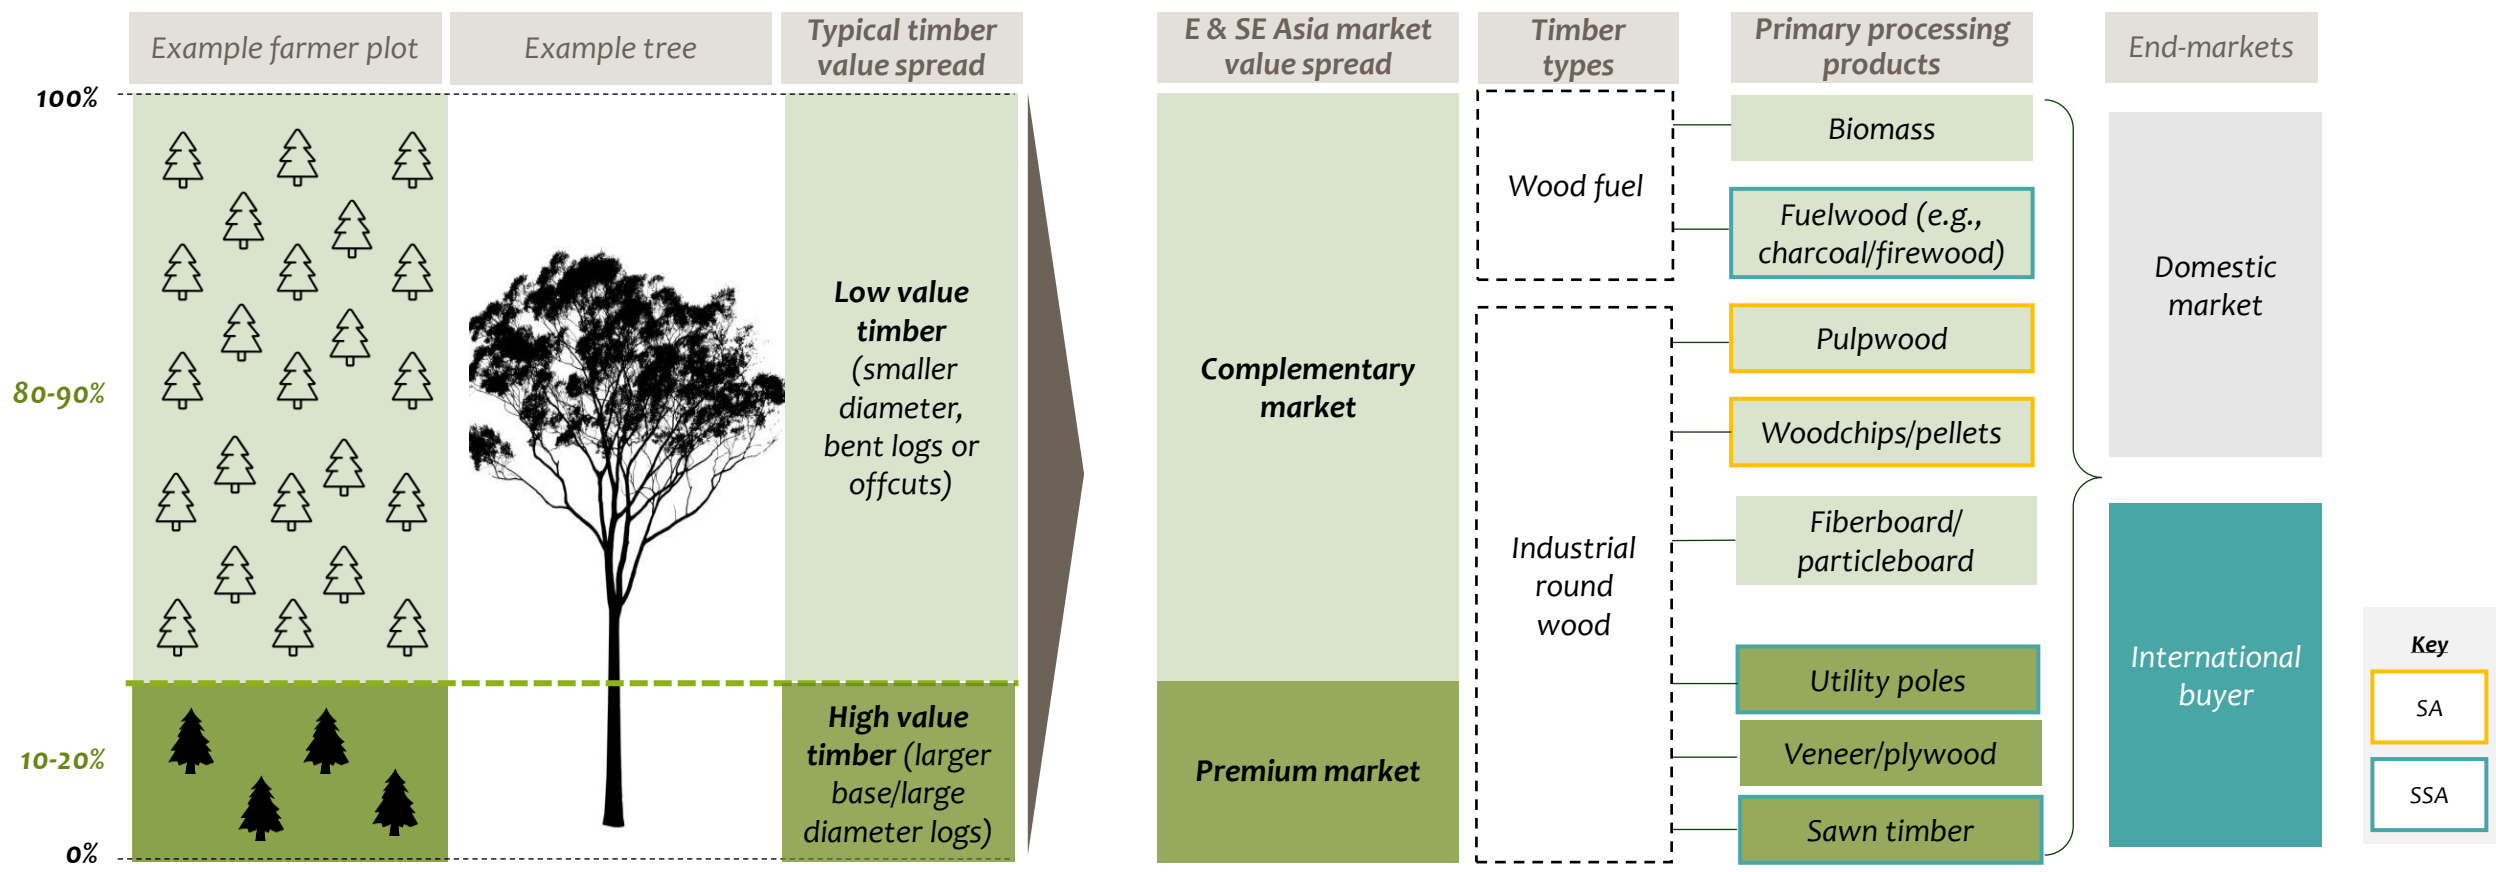 Example farmer plot
Example tree
Typical timber
value spread
E & SE Asia market
value spread
Timber
types
Primary processing
products
End-markets
100%
80-90%
10-20%
0%
Low value
timber
(smaller
diameter,
bent logs or
offcuts)
High value
timber (larger
base/large
diameter logs)
Complementary
market
Premium market
Wood fuel
Industrial
round
wood
Biomass
Fuelwood (e.g.,
charcoal/firewood)
Pulpwood
Woodchips/pellets
Fiberboard/
particleboard
Utility poles
Veneer/plywood
Sawn timber
Domestic
market
International
buyer
Key
SA
SSA